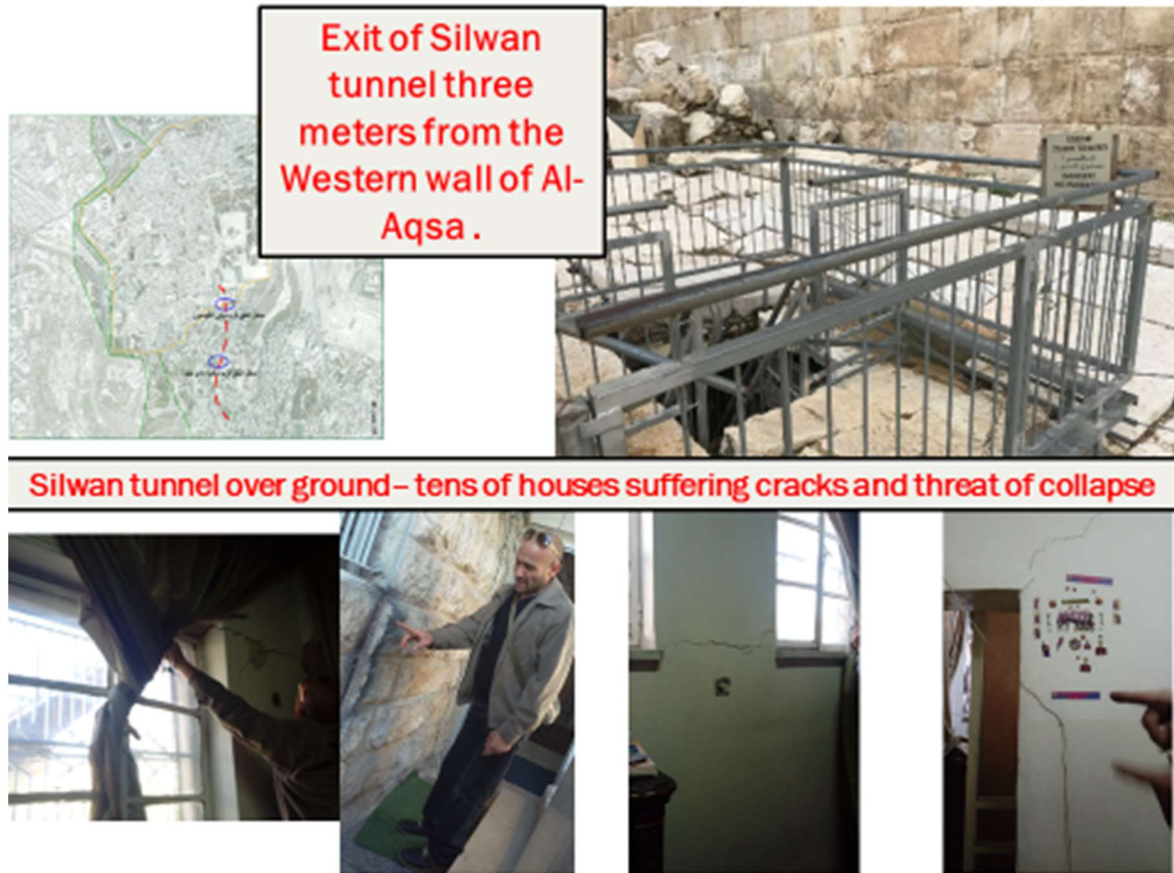 Exit of Silwan
tunnel three
meters from the
Western wall of Al-
Aqsa .
Silwan tunnel over ground – tens of houses suffering cracks and threat of collapse